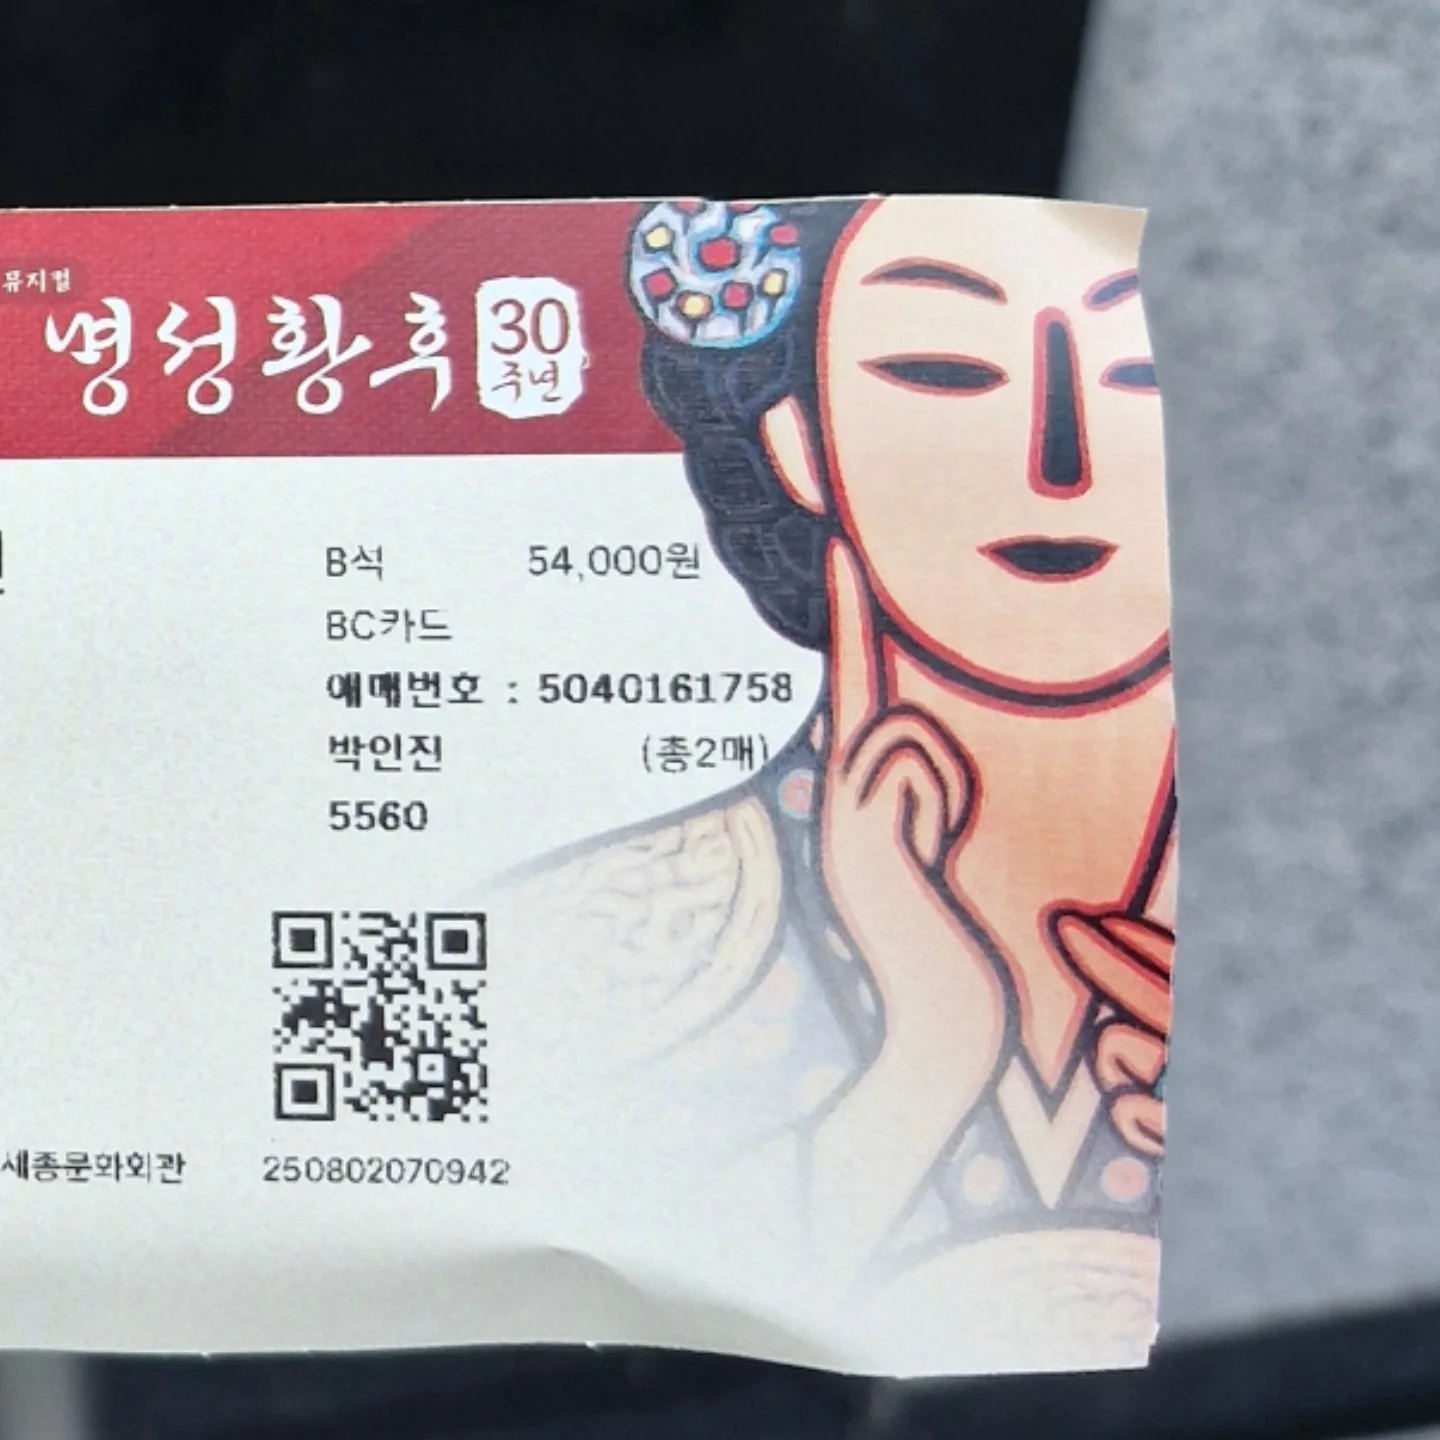 뮤지컬
명성황후 30
주년
B석 54,000원
BC카드
예매번호 : 5040161758
박인진 (총2매)
5560
세종문화회관 250802070942